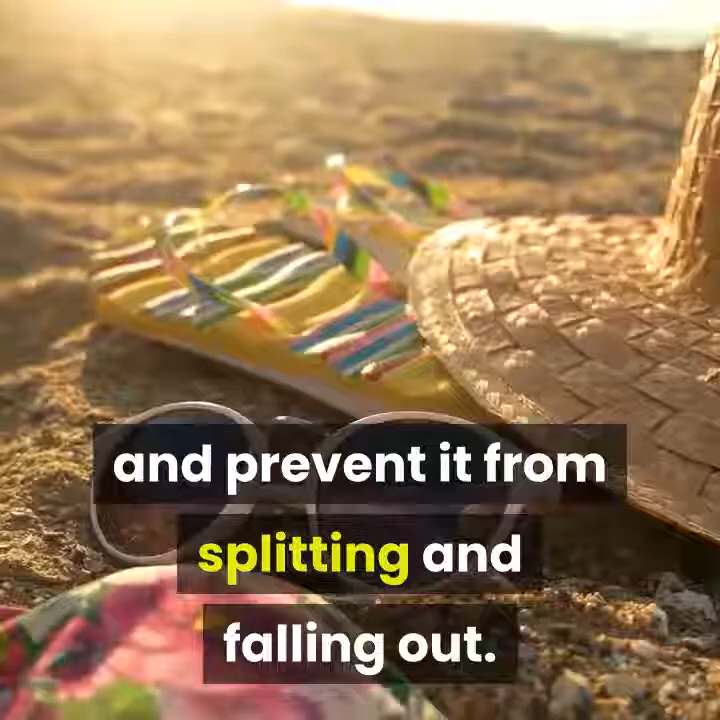 and prevent it from
splitting and
falling out.